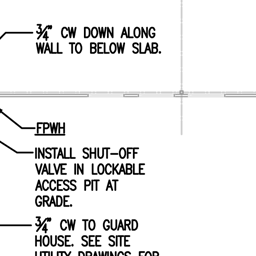 ¾" CW DOWN ALONG
WALL TO BELOW SLAB.
FPWH
INSTALL SHUT-OFF
VALVE IN LOCKABLE
ACCESS PIT AT
GRADE.
¾" CW TO GUARD
HOUSE. SEE SITE
UTILITY DRAWINGS FOR